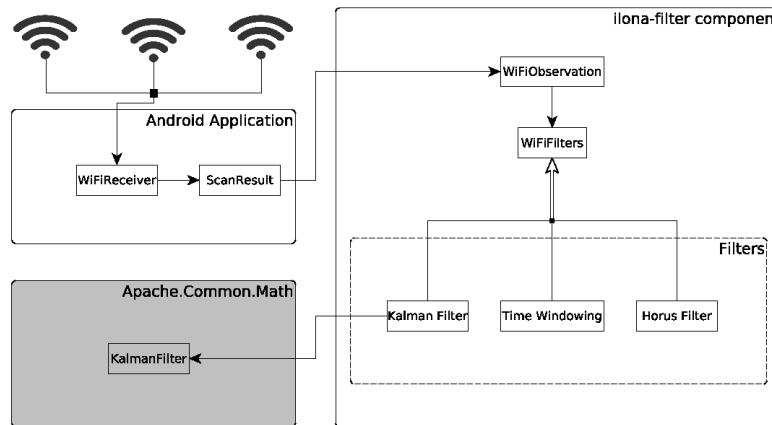 ilona-filter component
WiFiObservation
Android Application
WiFiFilters
WiFiReceiver
ScanResult
Filters
Apache.Common.Math
Kalman Filter
Time Windowing
Horus Filter
KalmanFilter